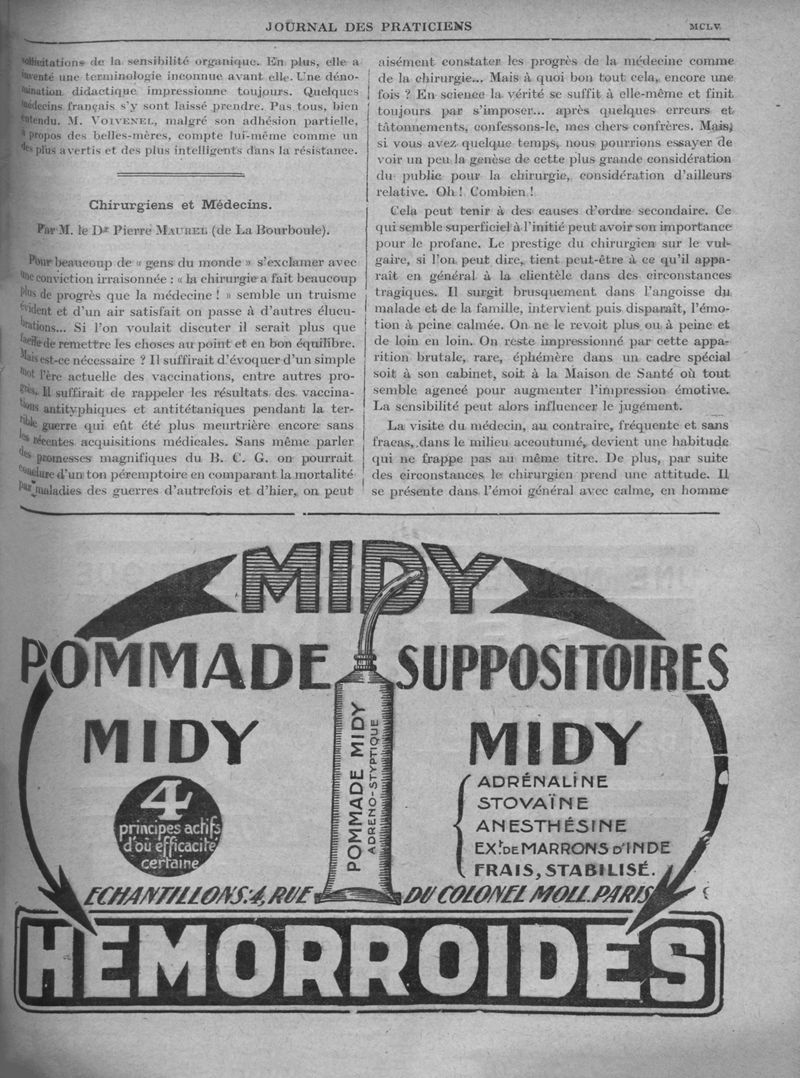 JOURNAL DES PRATICIENS
MCLV
de la sensibilité organique. En plus, elle a
inventé une terminologie inconnue avant elle. Une déno-
mination didactique impressionne toujours. Quelques
médecins français s'y sont laissé prendre. Pas tous, bien
entendu. M. VOIVENEL, malgré son adhésion partielle,
à propos des belles-mères, compte lui-même comme un
des plus avertis et des plus intelligents dans la résistance.
Chirurgiens et Médecins.
Par M. le Dr Pierre MAUREL (de La Bourboule).
Pour beaucoup de « gens du monde » s'exclamer avec
une conviction irraisonnée : « la chirurgie a fait beaucoup
plus de progrès que la médecine ! » semble un truisme
évident et d'un air satisfait on passe à d'autres élucu-
brations... Si l'on voulait discuter il serait plus que
facile de remettre les choses au point et en bon équilibre.
Mais est-ce nécessaire ? Il suffirait d'évoquer d'un simple
mot l'ère actuelle des vaccinations, entre autres pro-
grès. Il suffirait de rappeler les résultats des vaccina-
tions antityphiques et antitétaniques pendant la ter-
rible guerre qui eût été plus meurtrière encore sans
les récentes acquisitions médicales. Sans même parler
des promesses magnifiques du B. C. G. on pourrait
conclure d'un ton péremptoire en comparant la mortalité
par maladies des guerres d'autrefois et d'hier, on peut
aisément constater les progrès de la médecine comme
de la chirurgie... Mais à quoi bon tout cela, encore une
fois ? En science la vérité se suffit à elle-même et finit
toujours par s'imposer... après quelques erreurs et
tâtonnements, confessons-le, mes chers confrères. Mais,
si vous avez quelque temps, nous pourrions essayer de
voir un peu la genèse de cette plus grande considération
du public pour la chirurgie, considération d'ailleurs
relative. Oh ! Combien !
Cela peut tenir à des causes d'ordre secondaire. Ce
qui semble superficiel à l'initié peut avoir son importance
pour le profane. Le prestige du chirurgien sur le vul-
gaire, si l'on peut dire, tient peut-être à ce qu'il appa-
raît en général à la clientèle dans des circonstances
tragiques. Il surgit brusquement dans l'angoisse du
malade et de la famille, intervient puis disparaît, l'émo-
tion à peine calmée. On ne le revoit plus ou à peine et
de loin en loin. On reste impressionné par cette appa-
rition brutale, rare, éphémère dans un cadre spécial
soit à son cabinet, soit à la Maison de Santé où tout
semble agencé pour augmenter l'impression émotive.
La sensibilité peut alors influencer le jugement.
La visite du médecin, au contraire, fréquente et sans
fracas, dans le milieu accoutumé, devient une habitude
qui ne frappe pas au même titre. De plus, par suite
des circonstances le chirurgien prend une attitude. Il
se présente dans l'émoi général avec calme, en homme
MIDY
POMMADE
MIDY
4
principes actifs
d'où efficacité
certaine
POMMADE MIDY
ADRENO-STYPTIQUE
SUPPOSITOIRES
MIDY
ADRÉNALINE
STOVAÏNE
ANESTHÉSINE
EXt. DE MARRONS D'INDE
FRAIS, STABILISÉ.
ECHANTILLONS: 4, RUE DU COLONEL MOLL. PARIS
HEMORROIDES